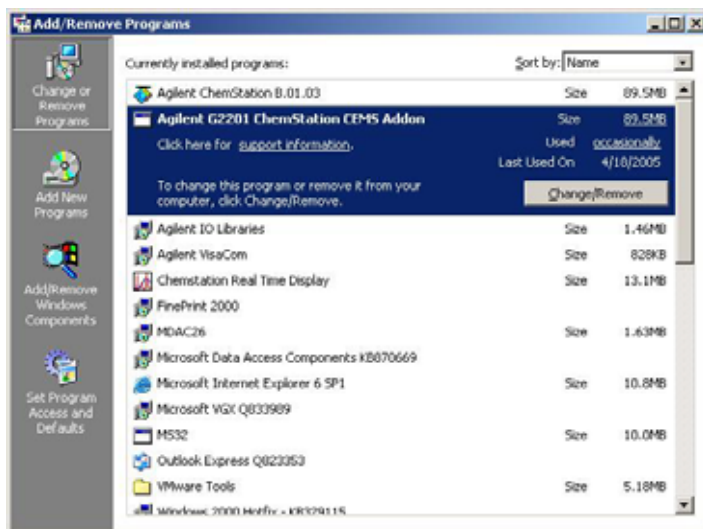 Add/Remove Programs
Change or
Remove
Programs
Add New
Programs
Add/Remove
Windows
Components
Set Program
Access and
Defaults
Currently installed programs:
Sort by: Name
Agilent ChemStation B.01.03 Size 89.5MB
Agilent G2201 ChemStation CEMS Addon Size 89.5MB
Click here for support information. Used occasionally
Last Used On 4/18/2005
To change this program or remove it from your
computer, click Change/Remove.
Change/Remove
Agilent IO Libraries Size 1.46MB
Agilent VisaCom Size 828KB
Chemstation Real Time Display Size 13.1MB
FinePrint 2000
MDAC26 Size 1.63MB
Microsoft Data Access Components KB870669
Microsoft Internet Explorer 6 SP1 Size 10.8MB
Microsoft VGX Q833989
MS32 Size 10.0MB
Outlook Express Q823353
VMware Tools Size 5.18MB
Windows 2000 Hotfix - KB329115